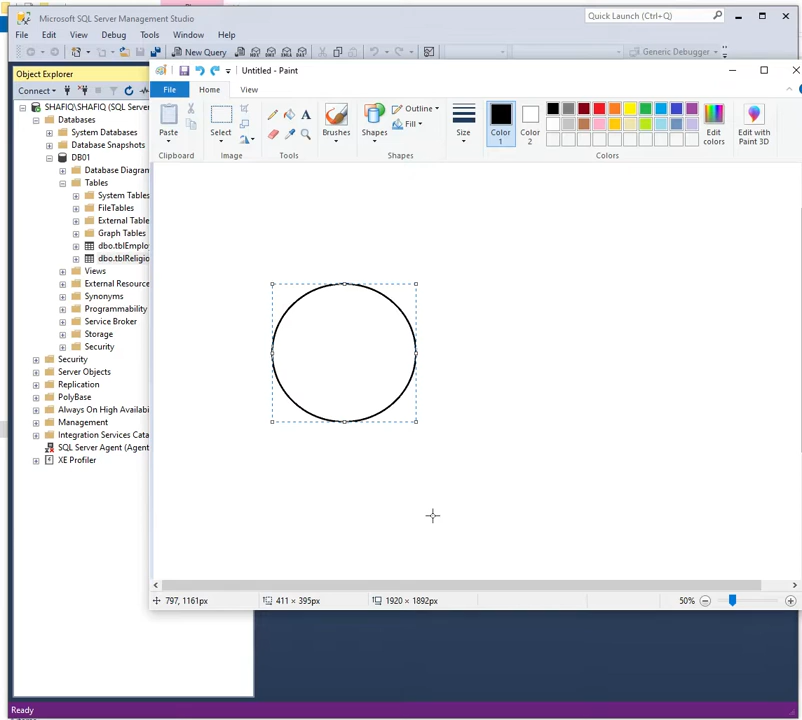 Microsoft SQL Server Management Studio
Quick Launch (Ctrl+Q)
File Edit View Debug Tools Window Help
New Query
Generic Debugger
Object Explorer
Connect
SHAFIQ\SHAFIQ (SQL Server
Databases
System Databases
Database Snapshots
DB01
Database Diagram
Tables
System Tables
FileTables
External Table
Graph Tables
dbo.tblEmplo
dbo.tblReligio
Views
External Resource
Synonyms
Programmability
Service Broker
Storage
Security
Security
Server Objects
Replication
PolyBase
Always On High Availabi
Management
Integration Services Cata
SQL Server Agent (Agent
XE Profiler
Ready
Untitled - Paint
File Home View
Paste
Select
Brushes
Shapes
Outline
Fill
Size
Color 1
Color 2
Edit colors
Edit with Paint 3D
Clipboard Image Tools Shapes Colors
797, 1161px 411 × 395px 1920 × 1892px 50%